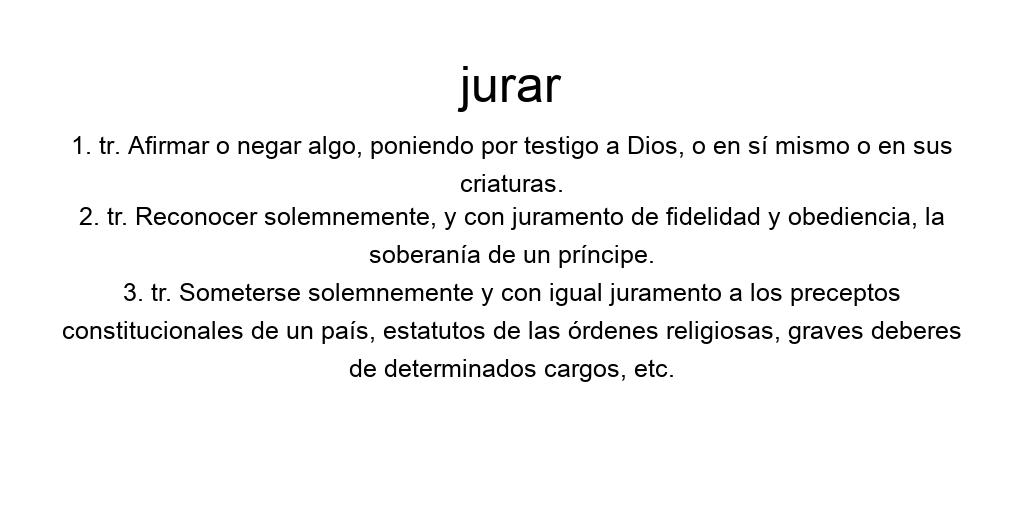 jurar
1. tr. Afirmar o negar algo, poniendo por testigo a Dios, o en sí mismo o en sus
criaturas.
2. tr. Reconocer solemnemente, y con juramento de fidelidad y obediencia, la
soberanía de un príncipe.
3. tr. Someterse solemnemente y con igual juramento a los preceptos
constitucionales de un país, estatutos de las órdenes religiosas, graves deberes
de determinados cargos, etc.